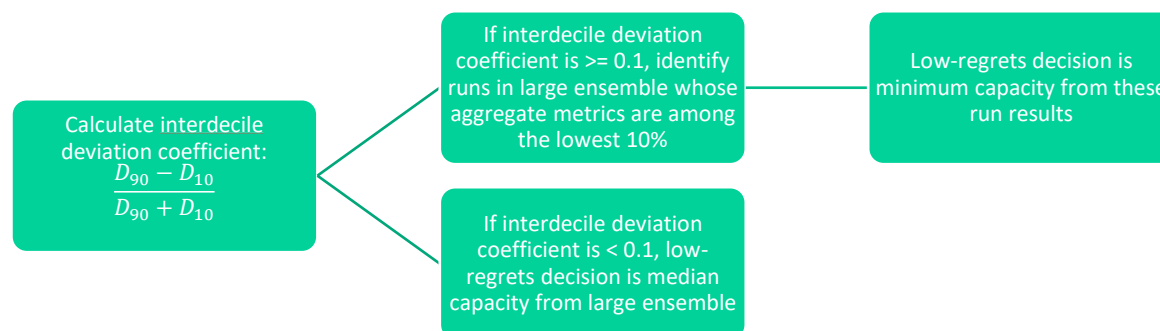 Calculate interdecile
deviation coefficient:
D₉₀ − D₁₀
D₉₀ + D₁₀
If interdecile deviation
coefficient is >= 0.1, identify
runs in large ensemble whose
aggregate metrics are among
the lowest 10%
Low-regrets decision is
minimum capacity from these
run results
If interdecile deviation
coefficient is < 0.1, low-
regrets decision is median
capacity from large ensemble